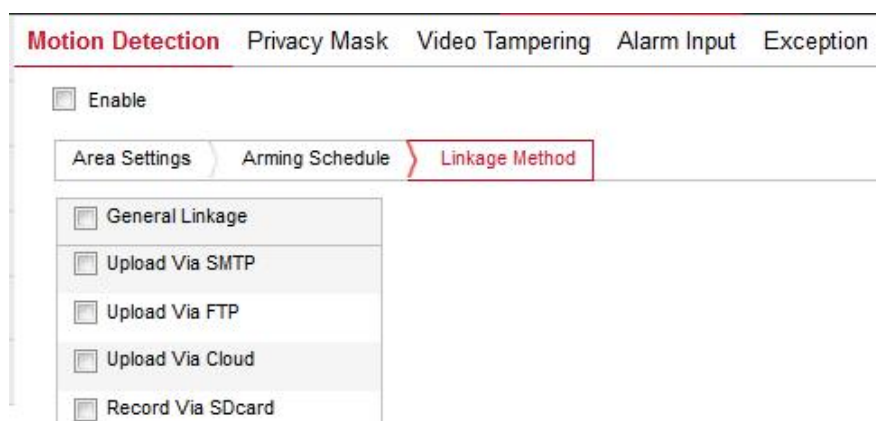 Motion Detection Privacy Mask Video Tampering Alarm Input Exception
Enable
Area Settings Arming Schedule Linkage Method
General Linkage
Upload Via SMTP
Upload Via FTP
Upload Via Cloud
Record Via SDcard